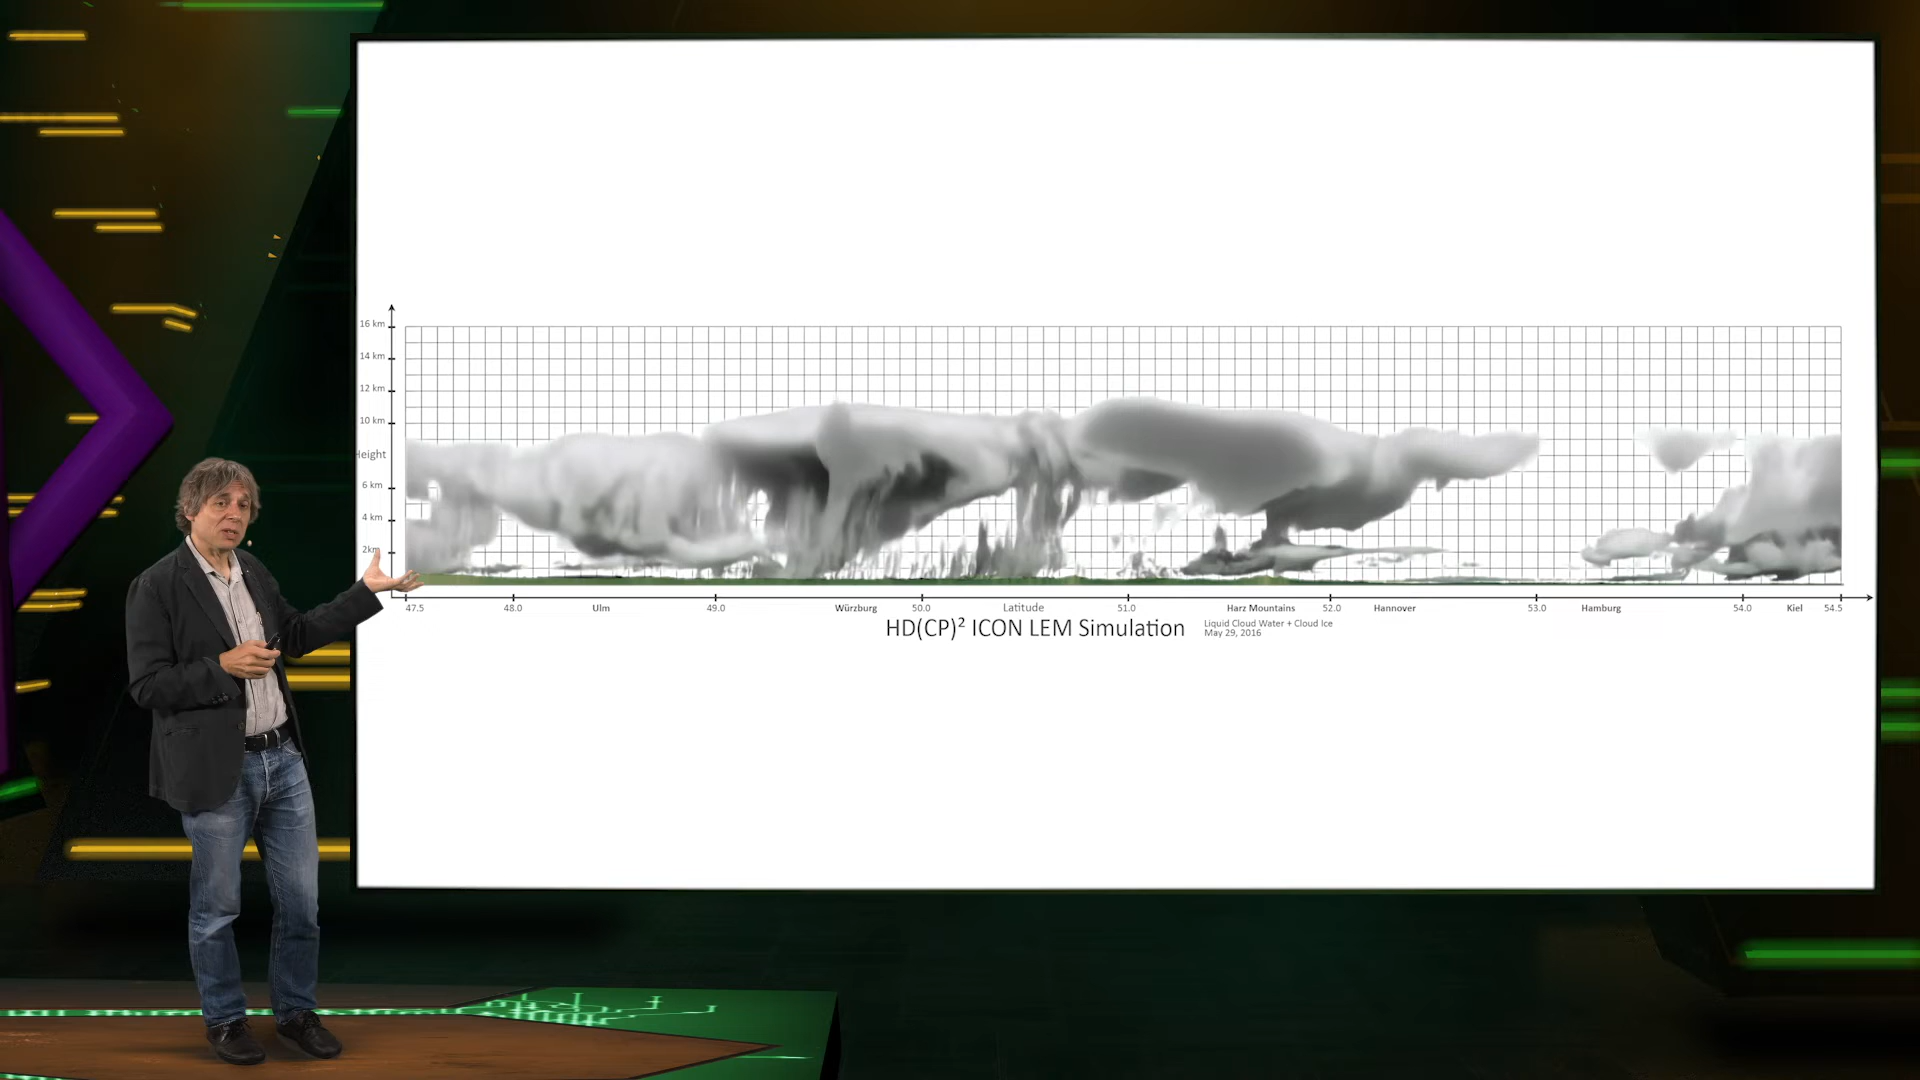 16 km
14 km
12 km
10 km
Height
6 km
4 km
2km
47.5 48.0 Ulm 49.0 Würzburg 50.0 Latitude 51.0 Harz Mountains 52.0 Hannover 53.0 Hamburg 54.0 Kiel 54.5
HD(CP)² ICON LEM Simulation
Liquid Cloud Water + Cloud Ice
May 29, 2016